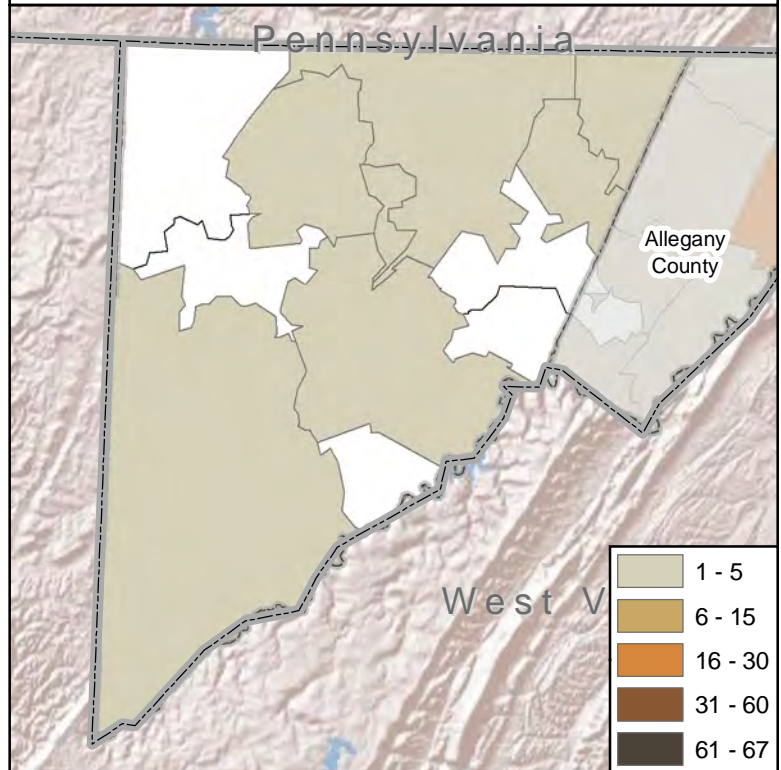 Pennsylvania
Allegany
County
West V
1 - 5
6 - 15
16 - 30
31 - 60
61 - 67